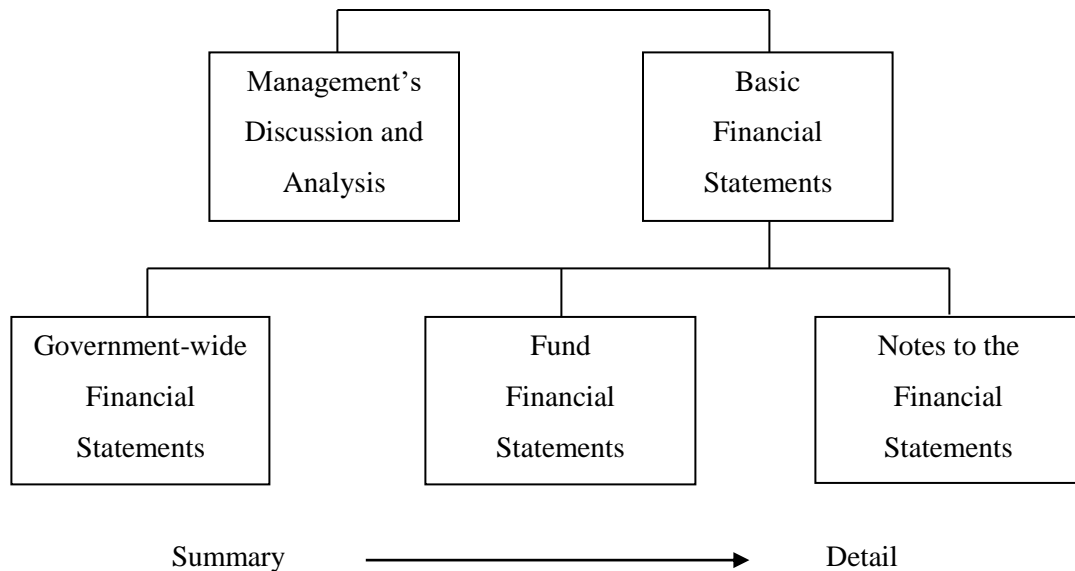 Management’s
Discussion and
Analysis
Basic
Financial
Statements
Government-wide
Financial
Statements
Fund
Financial
Statements
Notes to the
Financial
Statements
Summary
Detail